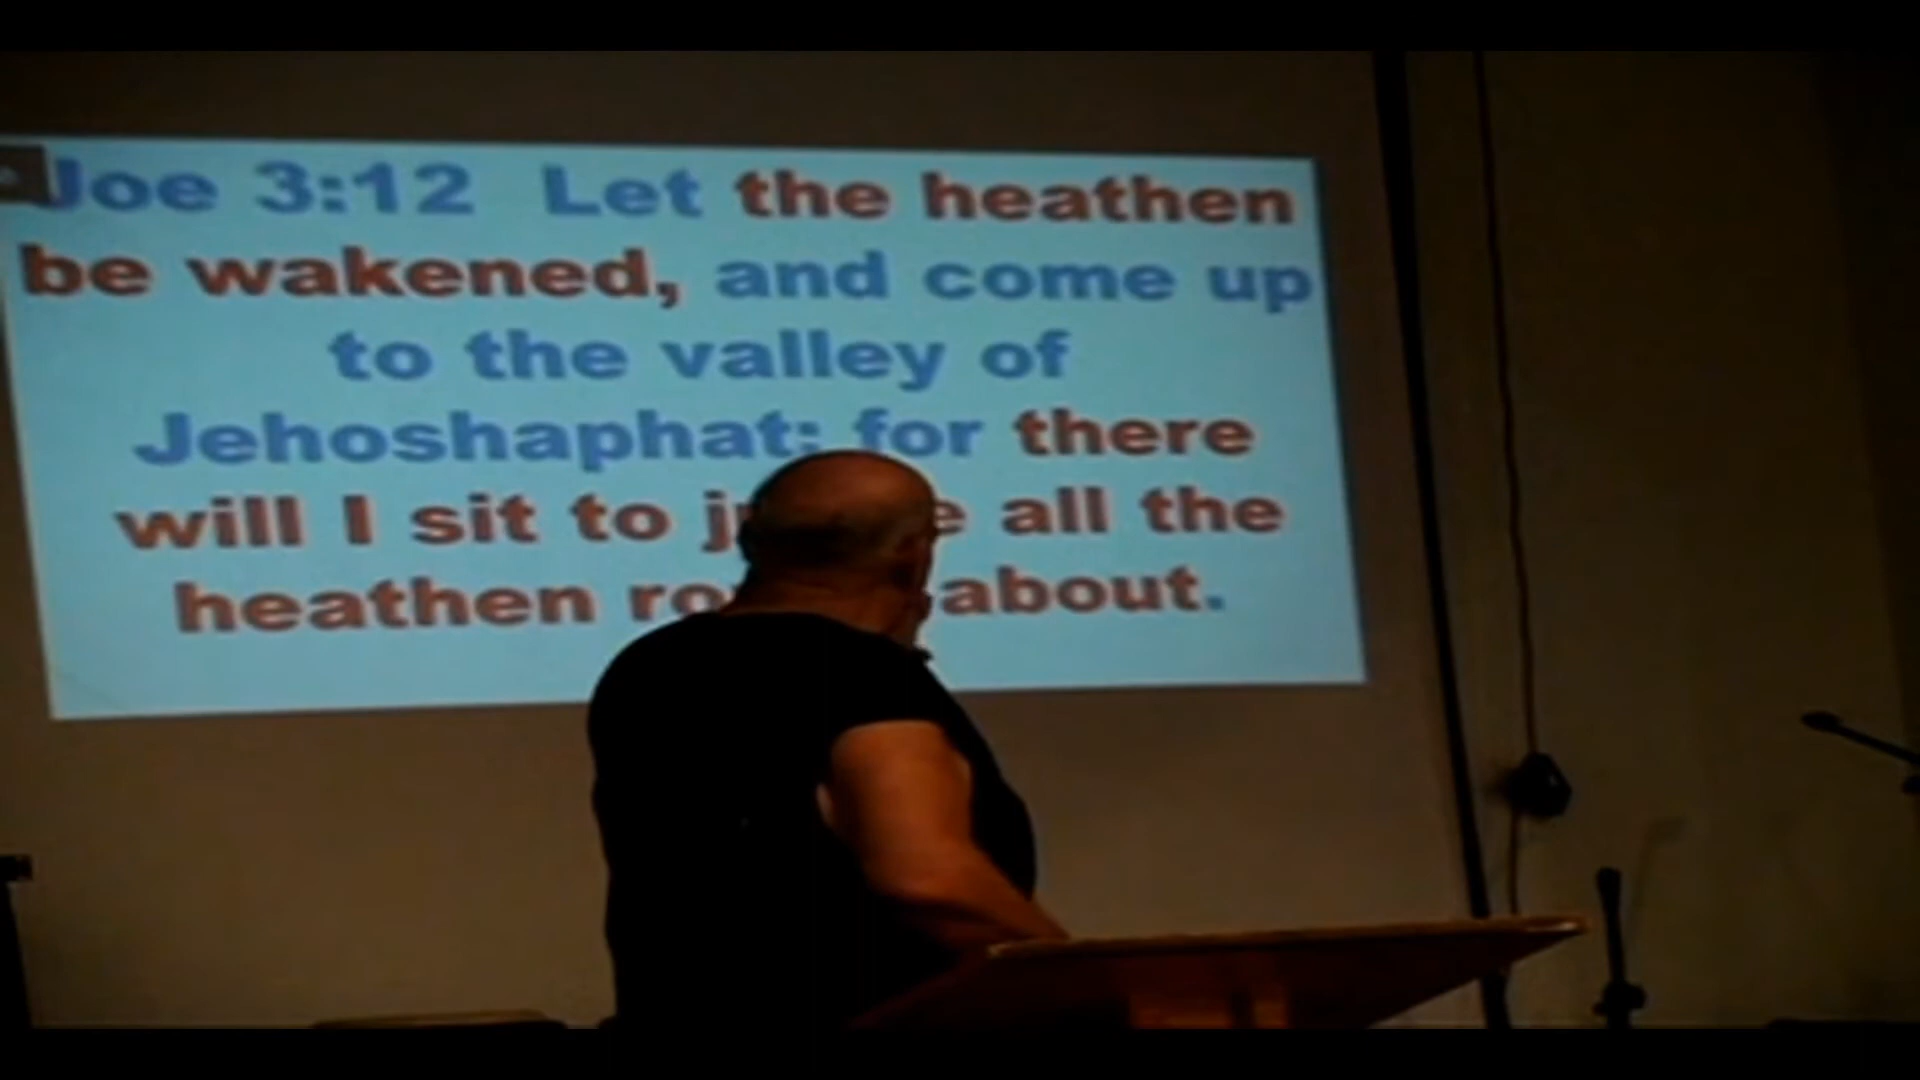 Joe 3:12 Let the heathen
be wakened, and come up
to the valley of
Jehoshaphat: for there
will I sit to all the
heathen about.